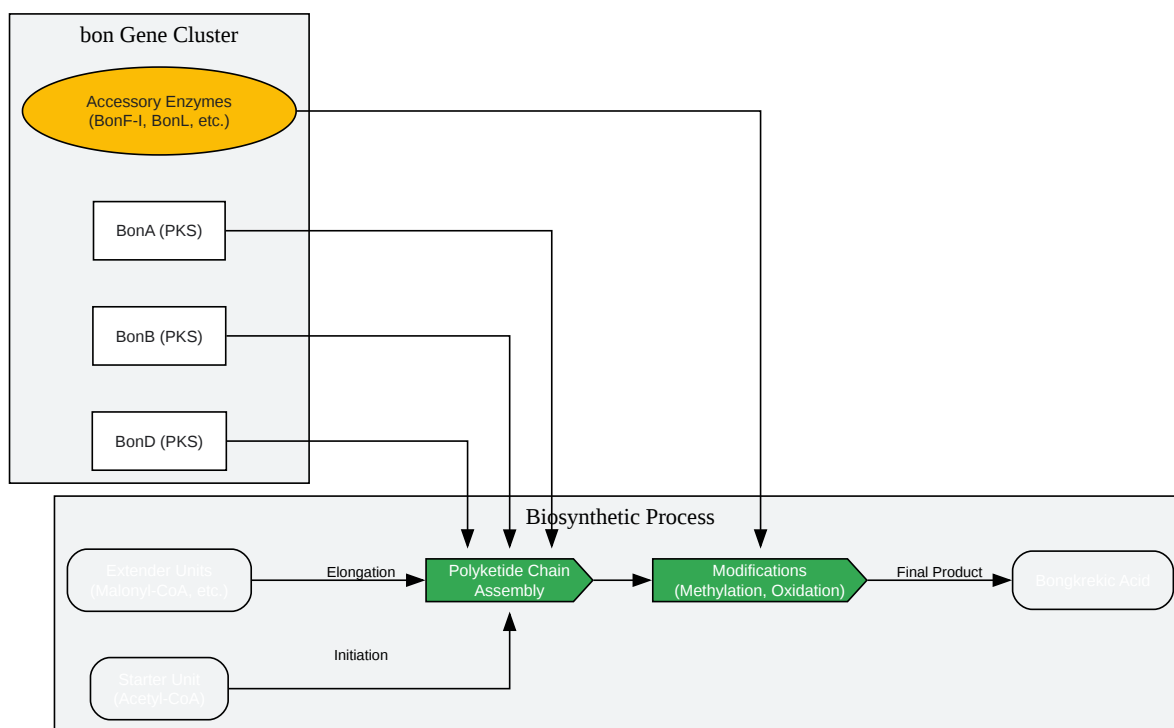 bon Gene Cluster
Accessory Enzymes
(BonF-I, BonL, etc.)
BonA (PKS)
BonB (PKS)
BonD (PKS)
Biosynthetic Process
Extender Units
(Malonyl-CoA, etc.)
Elongation
Polyketide Chain
Assembly
Modifications
(Methylation, Oxidation)
Final Product
Bongkrekic Acid
Initiation
Starter Unit
(Acetyl-CoA)